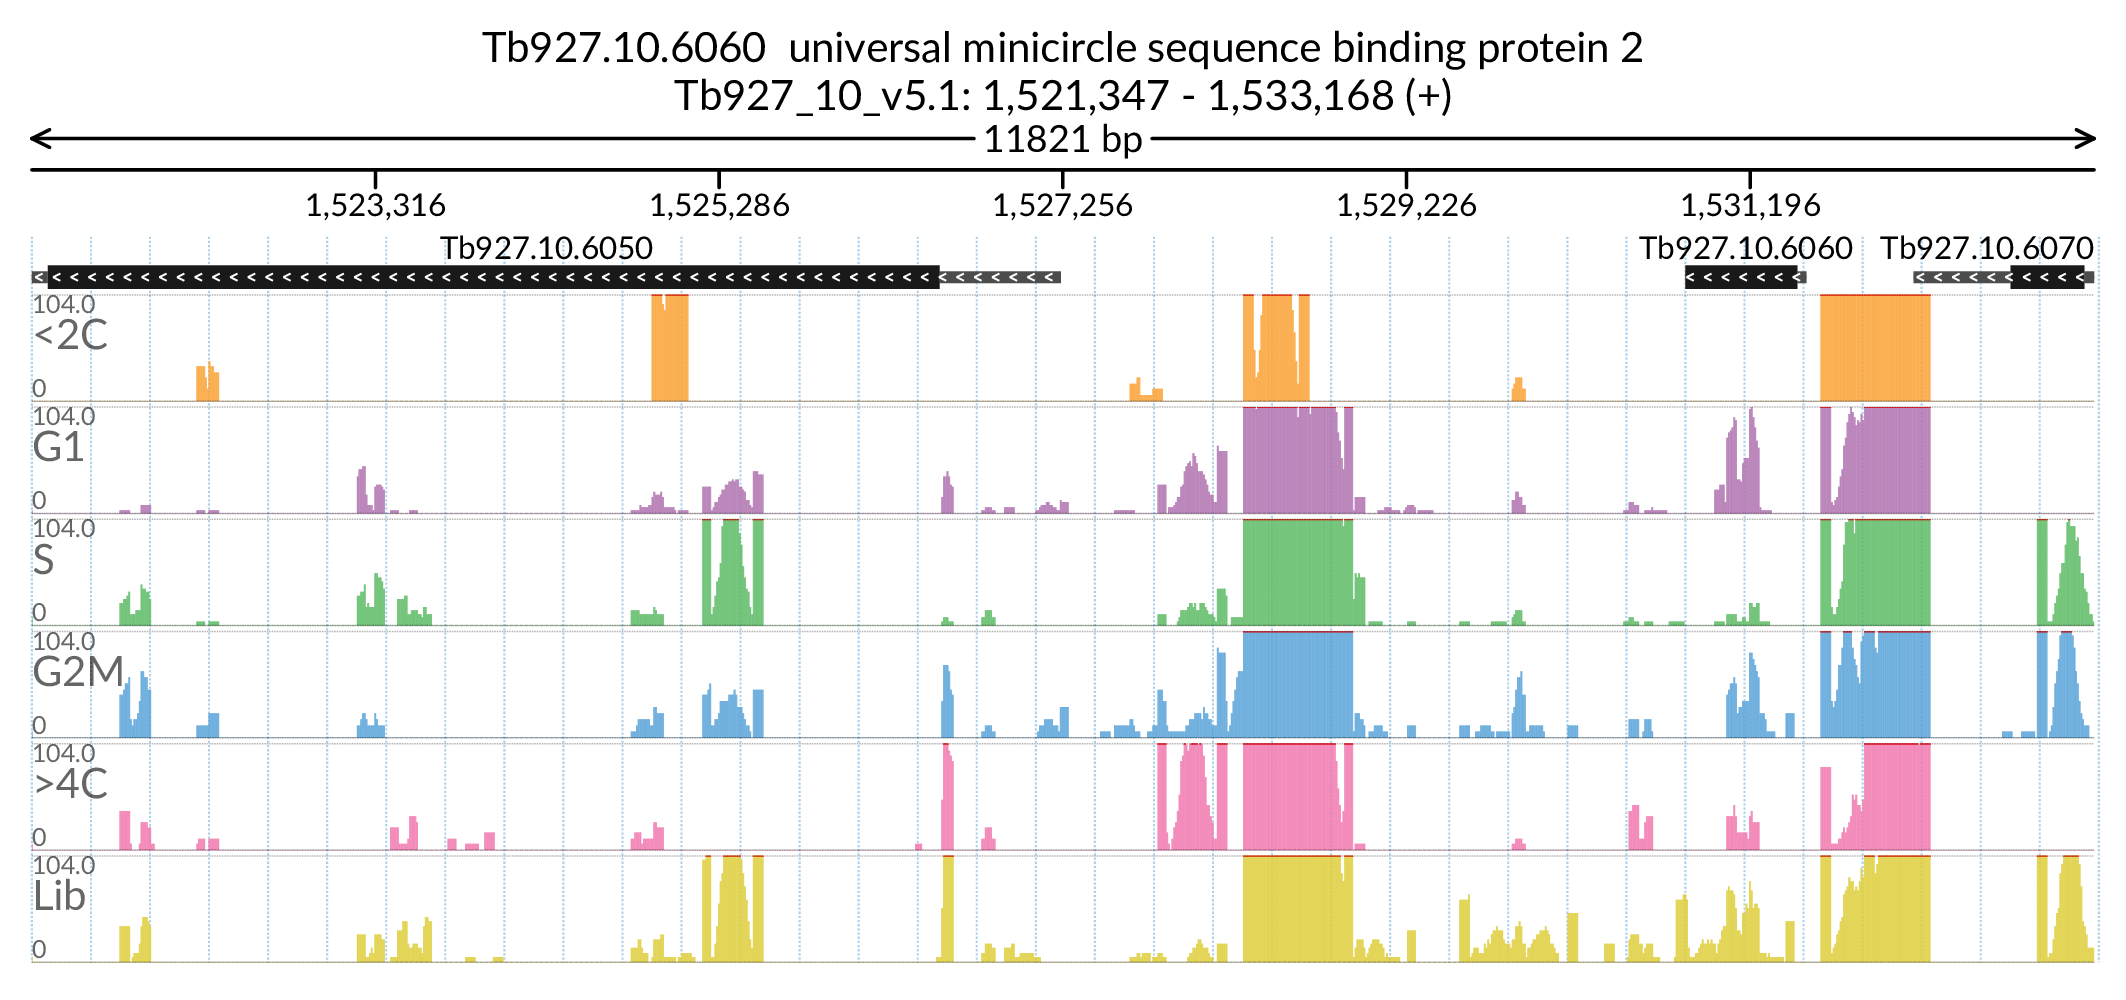 Tb927.10.6060  universal minicircle sequence binding protein 2
Tb927_10_v5.1: 1,521,347 - 1,533,168 (+)
11821 bp
1,523,316 1,525,286 1,527,256 1,529,226 1,531,196
Tb927.10.6050 Tb927.10.6060 Tb927.10.6070
104.0
<2C
0
104.0
G1
0
104.0
S
0
104.0
G2M
0
104.0
>4C
0
104.0
Lib
0